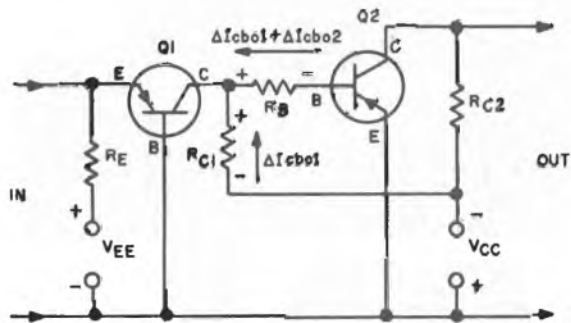 Q2
Q1
ΔIcbo1+ΔIcbo2
E
C
+
=
C
B
RB
RC2
E
B
RE
RC1
+
-
ΔIcbo1
IN
OUT
+
VEE
-
-
VCC
+